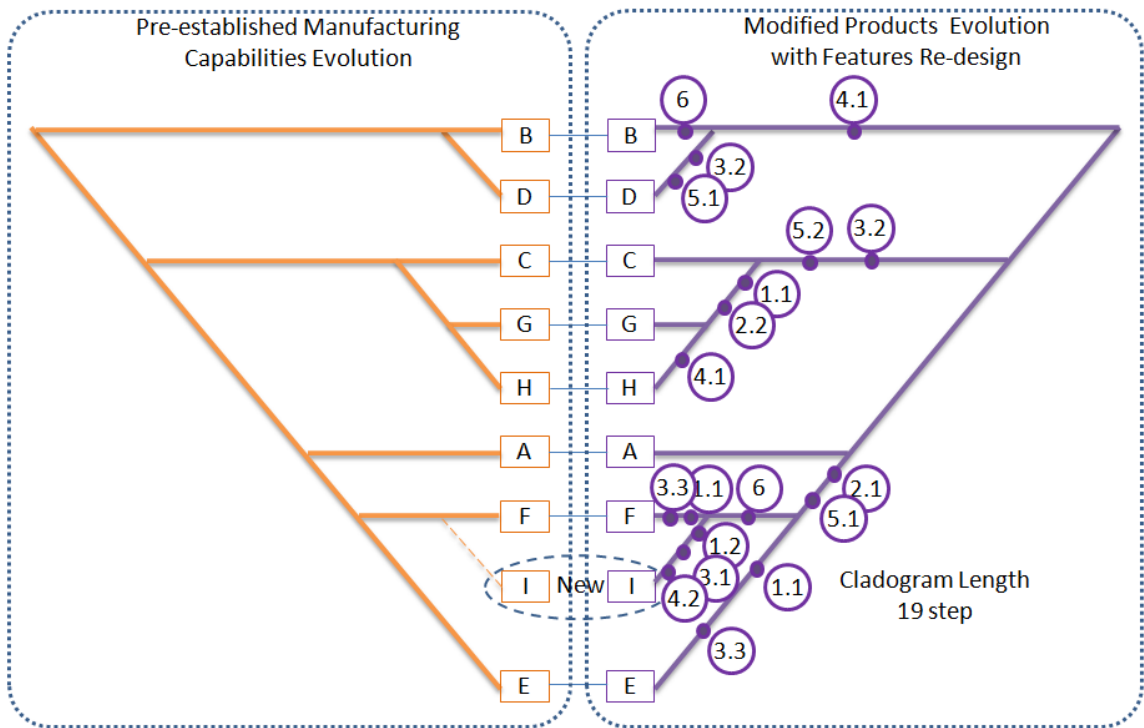 Pre-established Manufacturing
Capabilities Evolution
Modified Products Evolution
with Features Re-design
6
4.1
B
B
3.2
D
D
5.1
5.2
3.2
C
C
1.1
G
G
2.2
H
H
4.1
A
A
3.3
1.1
6
2.1
F
F
5.1
1.2
I
New
I
3.1
1.1
4.2
Cladogram Length
19 step
3.3
E
E